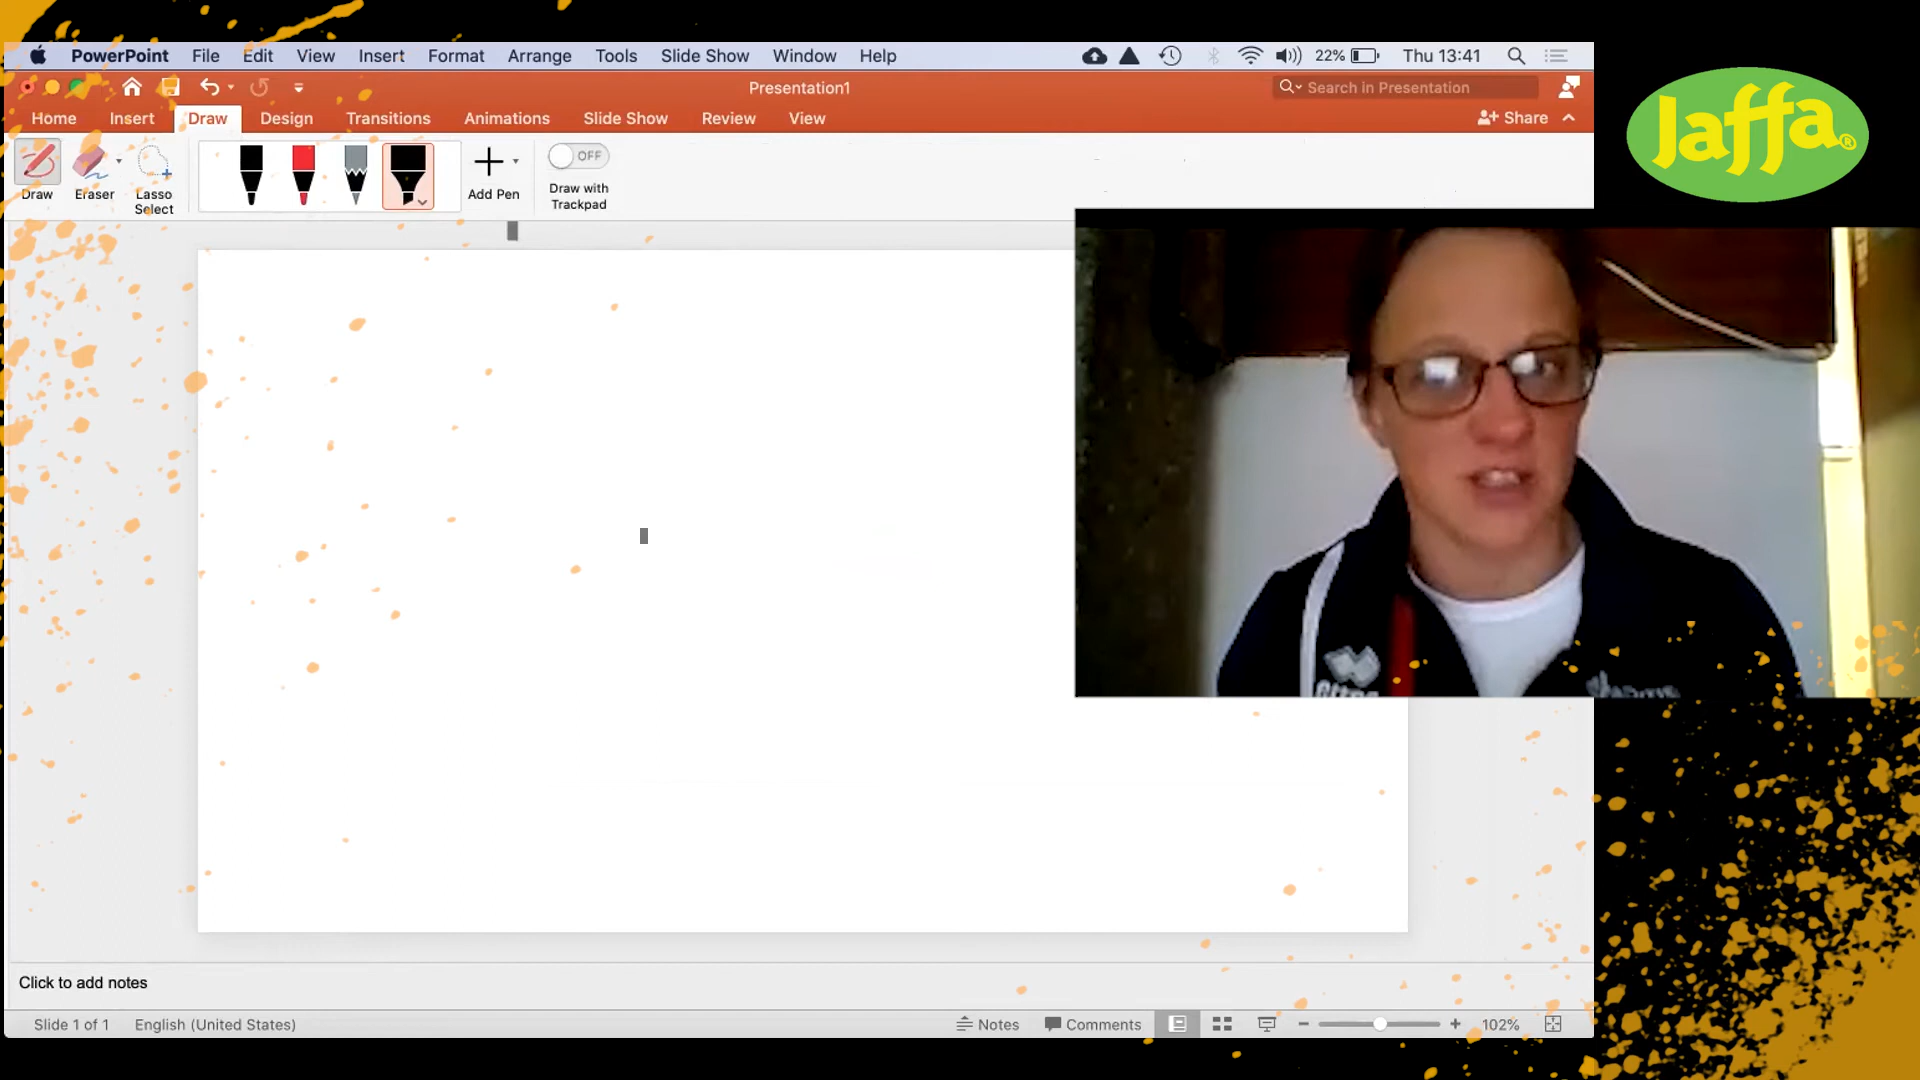 PowerPoint File Edit View Insert Format Arrange Tools Slide Show Window Help 22% Thu 13:41
Presentation1
Search in Presentation
Home Insert Draw Design Transitions Animations Slide Show Review View Share
Draw
Eraser
Lasso
Select
Add Pen
OFF
Draw with
Trackpad
Jaffa®
Click to add notes
Slide 1 of 1 English (United States) Notes Comments 102%